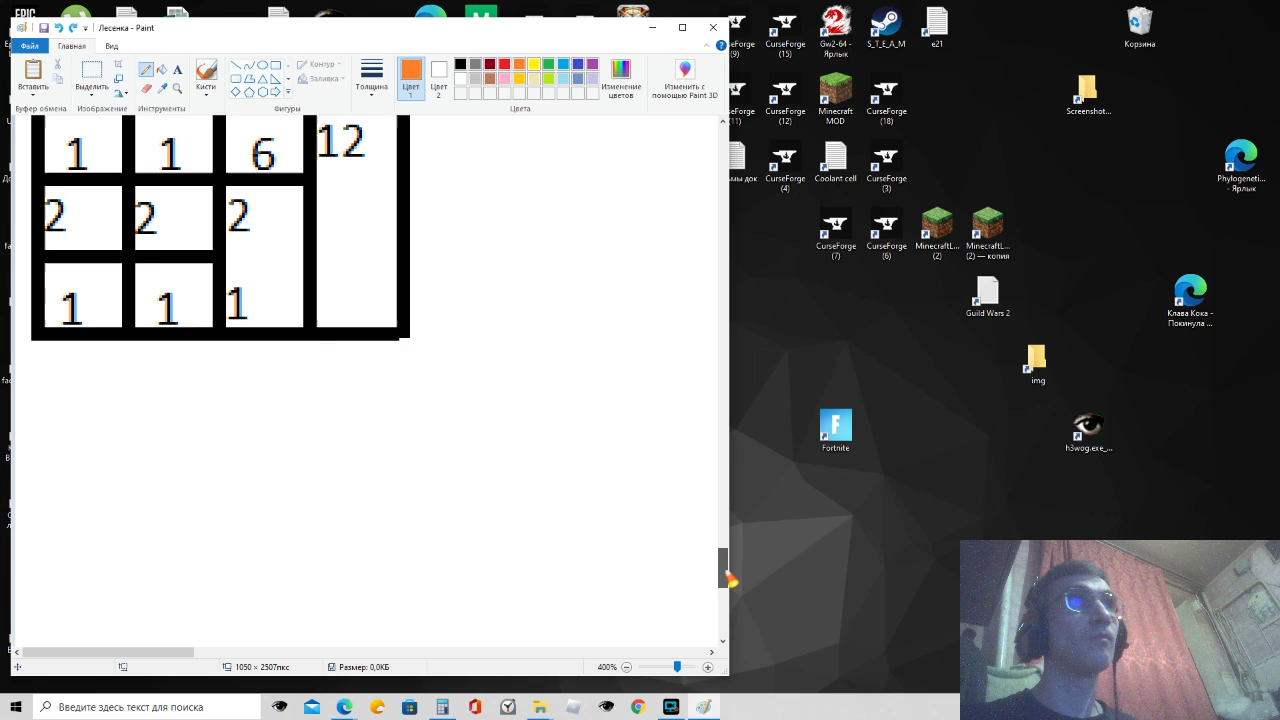 Лесенка - Paint
Файл
Главная
Вид
Вставить
Выделить
Кисти
Контур
Заливка
Толщина
Цвет 1
Цвет 2
Изменение цветов
Изменить с помощью Paint 3D
Буфер обмена
Изображение
Инструменты
Фигуры
Цвета
1 1 6 12
2 2 2
1 1 1
1050 × 2507пкс
Размер: 0,0КБ
400%
EPIC
CurseForge (15)
Gw2-64 - Ярлык
S_T_E_A_M
e21
Корзина
CurseForge (12)
Minecraft MOD
CurseForge (18)
Screenshot...
CurseForge (4)
Coolant cell
CurseForge (3)
Phylogeneti... - Ярлык
CurseForge (7)
CurseForge (6)
MinecraftL... (2)
MinecraftL... (2) — копия
Guild Wars 2
Клава Кока - Покинула ...
img
Fortnite
h3wog.exe_...
Введите здесь текст для поиска